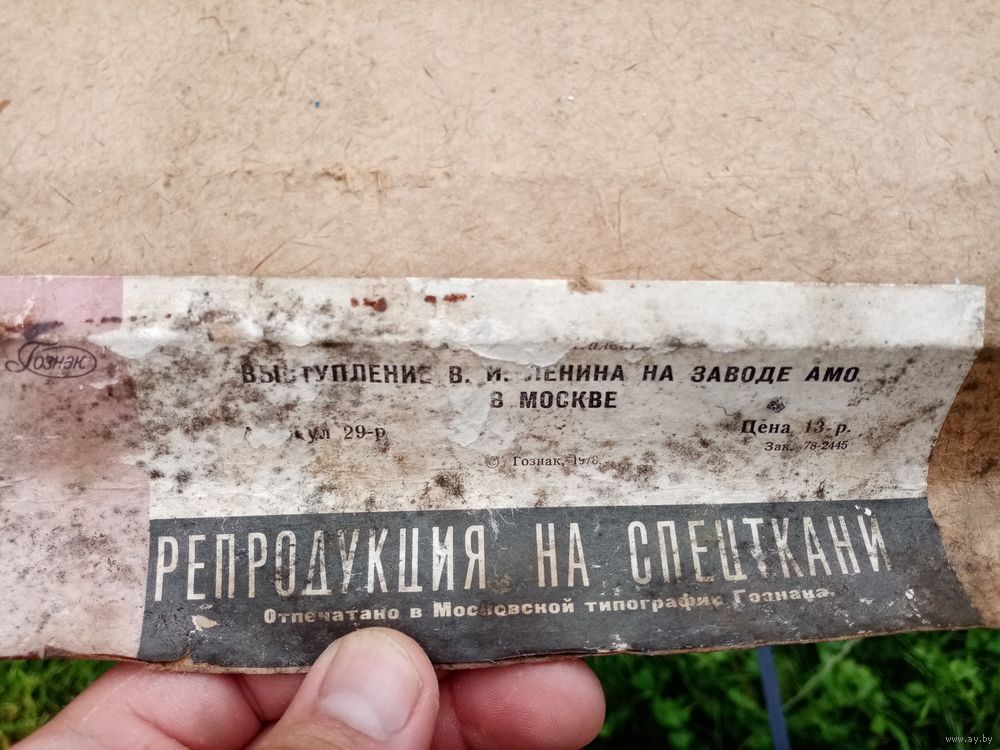 Гознак
ВЫСТУПЛЕНИЕ В. И. ЛЕНИНА НА ЗАВОДЕ АМО
В МОСКВЕ
29-р
Цена 13 р.
Зак. 78-2445
© Гознак, 1978.
РЕПРОДУКЦИЯ НА СПЕЦТКАНИ
Отпечатано в Московской типографии Гознака.
www.ay.by